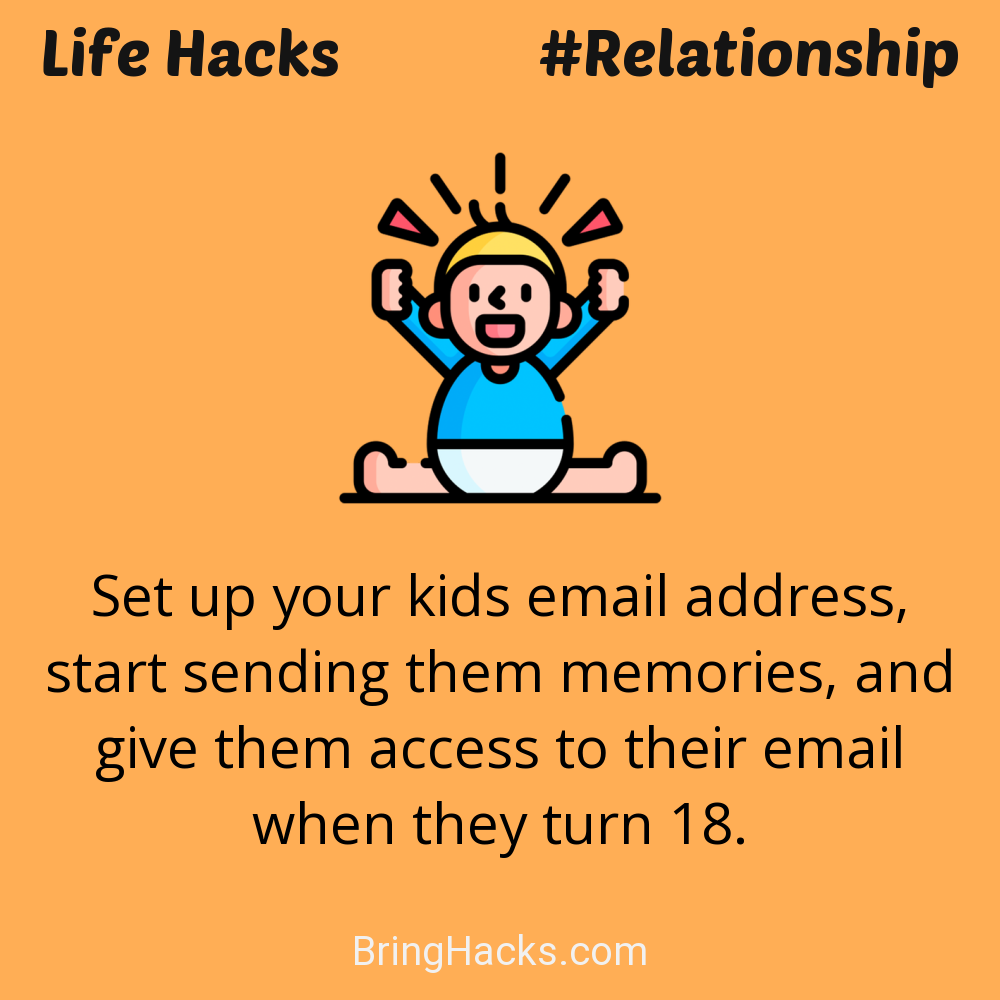 Life Hacks
#Relationship
Set up your kids email address,
start sending them memories, and
give them access to their email
when they turn 18.
BringHacks.com